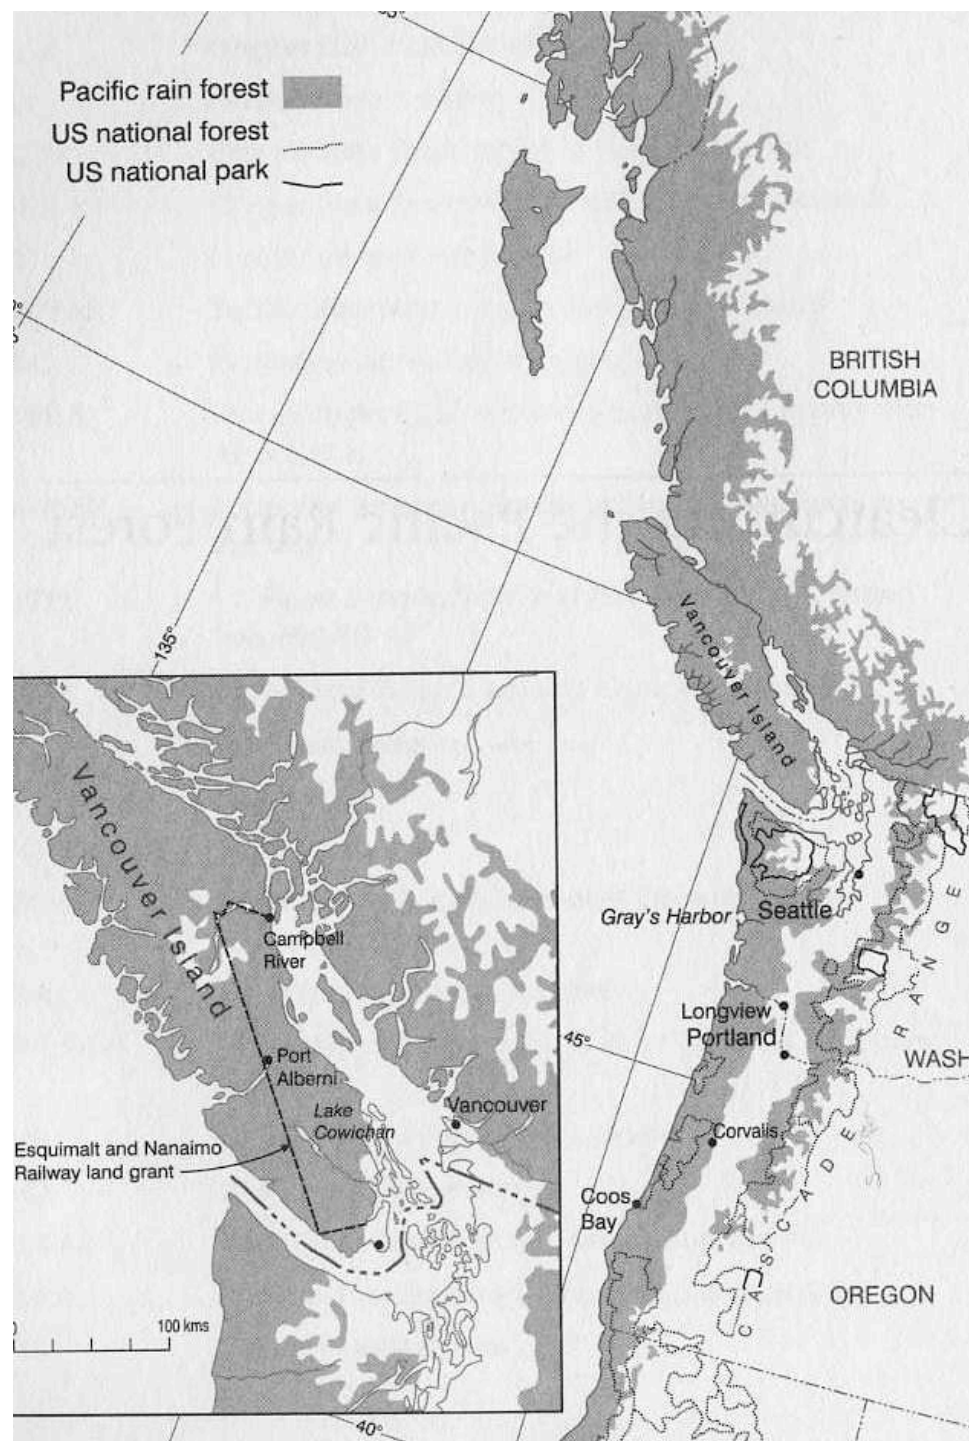 Pacific rain forest
US national forest
US national park
BRITISH
COLUMBIA
135°
Vancouver Island
Vancouver Island
Campbell
River
Port
Alberni
Lake
Cowichan
Vancouver
Esquimalt and Nanaimo
Railway land grant
100 kms
Gray's Harbor
Seattle
Longview
Portland
45°
WASH
Corvallis
Coos
Bay
CASCADE RANGE
OREGON
40°